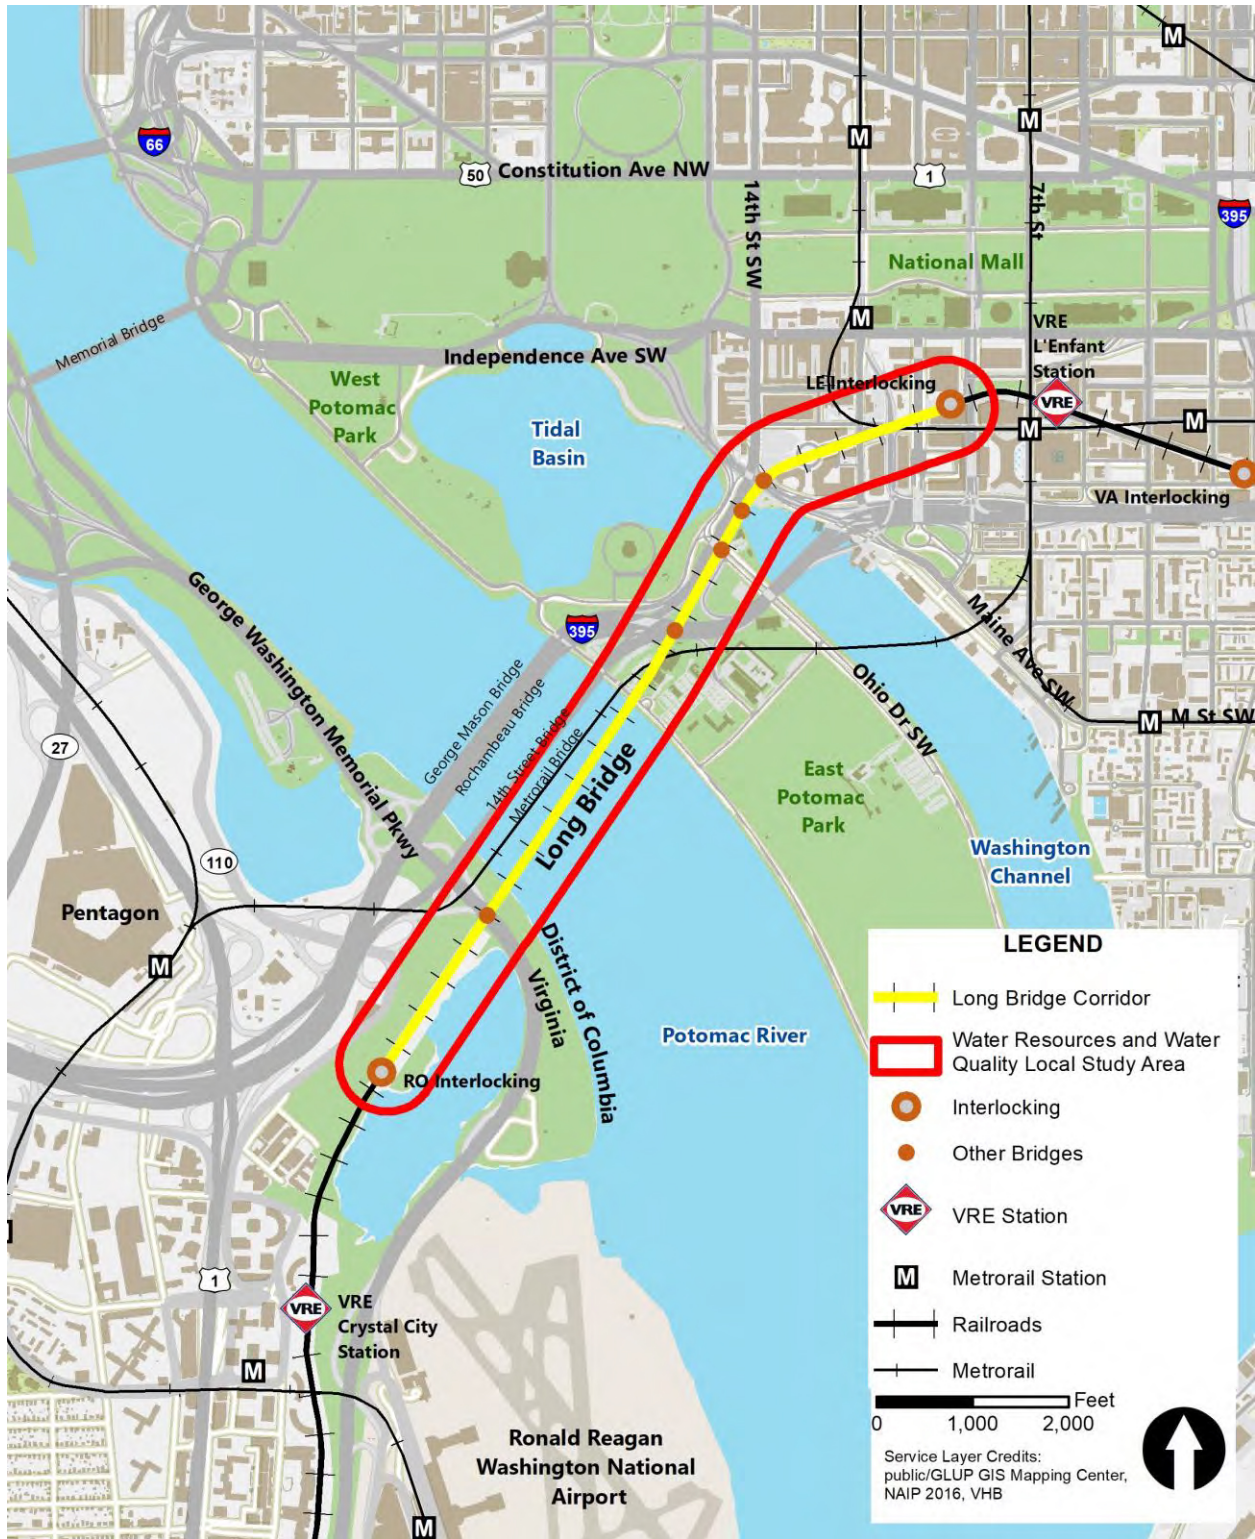 M
66
M
M
50
Constitution Ave NW
1
395
14th St SW
7th St
National Mall
M
Memorial Bridge
VRE
L'Enfant
Station
Independence Ave SW
West
Potomac
Park
LE Interlocking
VRE
Tidal
Basin
M
M
VA Interlocking
George Washington Memorial Pkwy
395
Maine Ave SW
Ohio Dr SW
M
M St SW
27
George Mason Bridge
Rochambeau Bridge
14th Street Bridge
Metrorail Bridge
Long Bridge
East
Potomac
Park
Washington
Channel
110
Pentagon
M
District of Columbia
Virginia
Potomac River
RO Interlocking
1
VRE
VRE
Crystal City
Station
M
Ronald Reagan
Washington National
Airport
M
LEGEND
Long Bridge Corridor
Water Resources and Water
Quality Local Study Area
Interlocking
Other Bridges
VRE
VRE Station
M
Metrorail Station
Railroads
Metrorail
Feet
0
1,000
2,000
Service Layer Credits:
public/GLUP GIS Mapping Center,
NAIP 2016, VHB